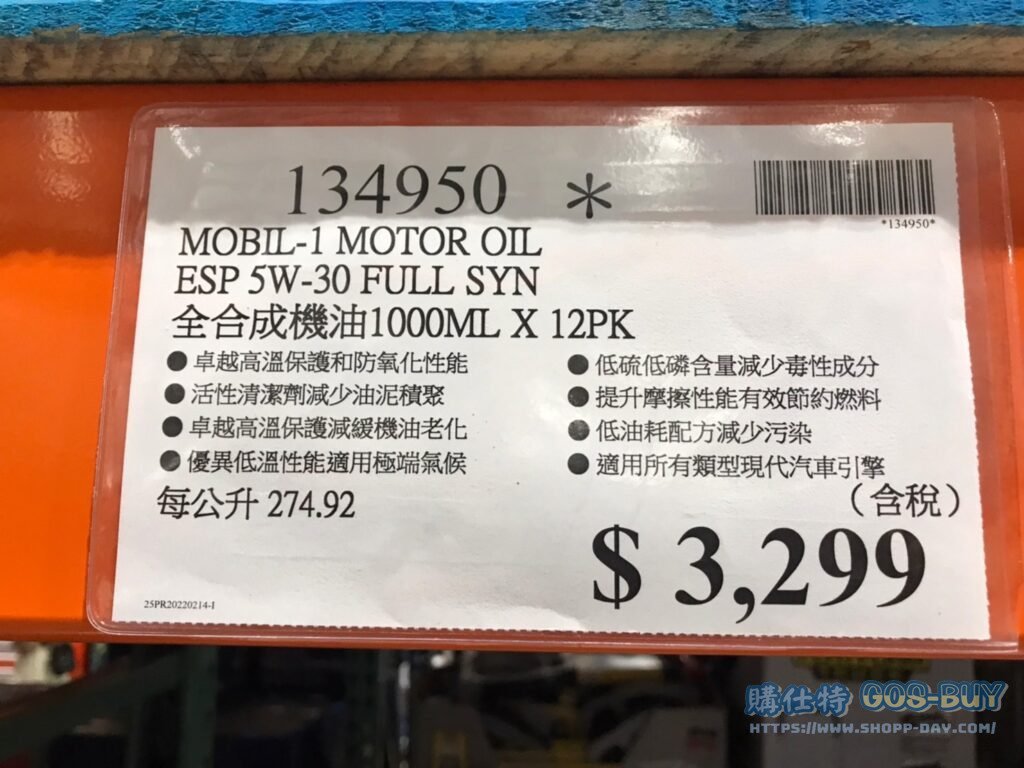 134950 *
*134950*
MOBIL-1 MOTOR OIL
ESP 5W-30 FULL SYN
全合成機油1000ML X 12PK
● 卓越高溫保護和防氧化性能
● 活性清潔劑減少油泥積聚
● 卓越高溫保護減緩機油老化
● 優異低溫性能適用極端氣候
● 低硫低磷含量減少毒性成分
● 提升摩擦性能有效節約燃料
● 低油耗配方減少污染
● 適用所有類型現代汽車引擎
每公升 274.92
（含稅）
$ 3,299
25PR20220214-1
購仕特 GOS-BUY
HTTPS://WWW.SHOPP-DAY.COM/